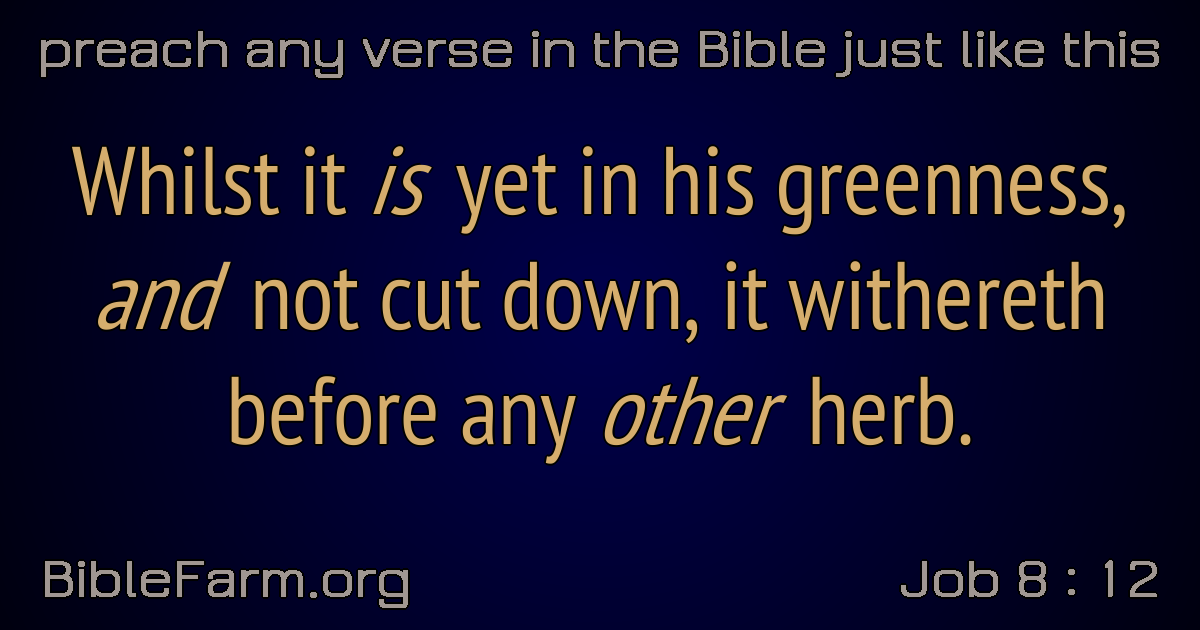 preach any verse in the Bible just like this
Whilst it is yet in his greenness,
and not cut down, it withereth
before any other herb.
BibleFarm.org
Job 8 : 12